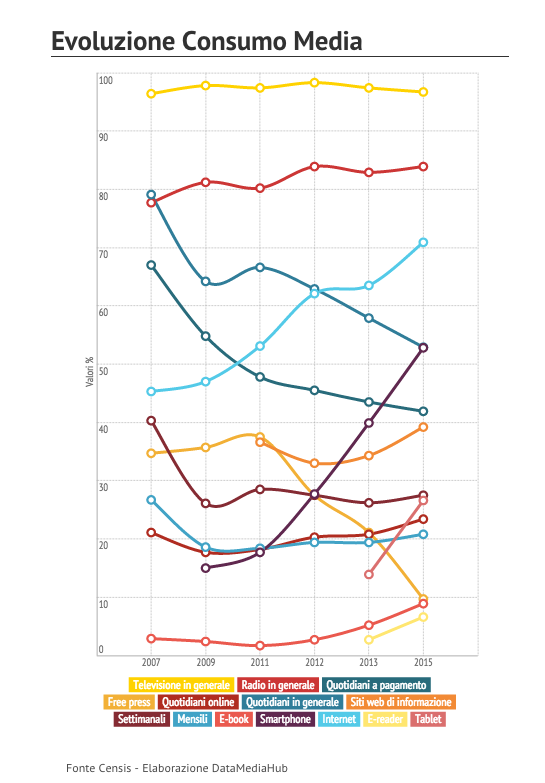 Evoluzione Consumo Media
100
90
80
70
60
50
40
30
20
10
0
Valori %
2007 2009 2011 2012 2013 2015
Televisione in generale Radio in generale Quotidiani a pagamento
Free press Quotidiani online Quotidiani in generale Siti web di informazione
Settimanali Mensili E-book Smartphone Internet E-reader Tablet
Fonte Censis - Elaborazione DataMediaHub